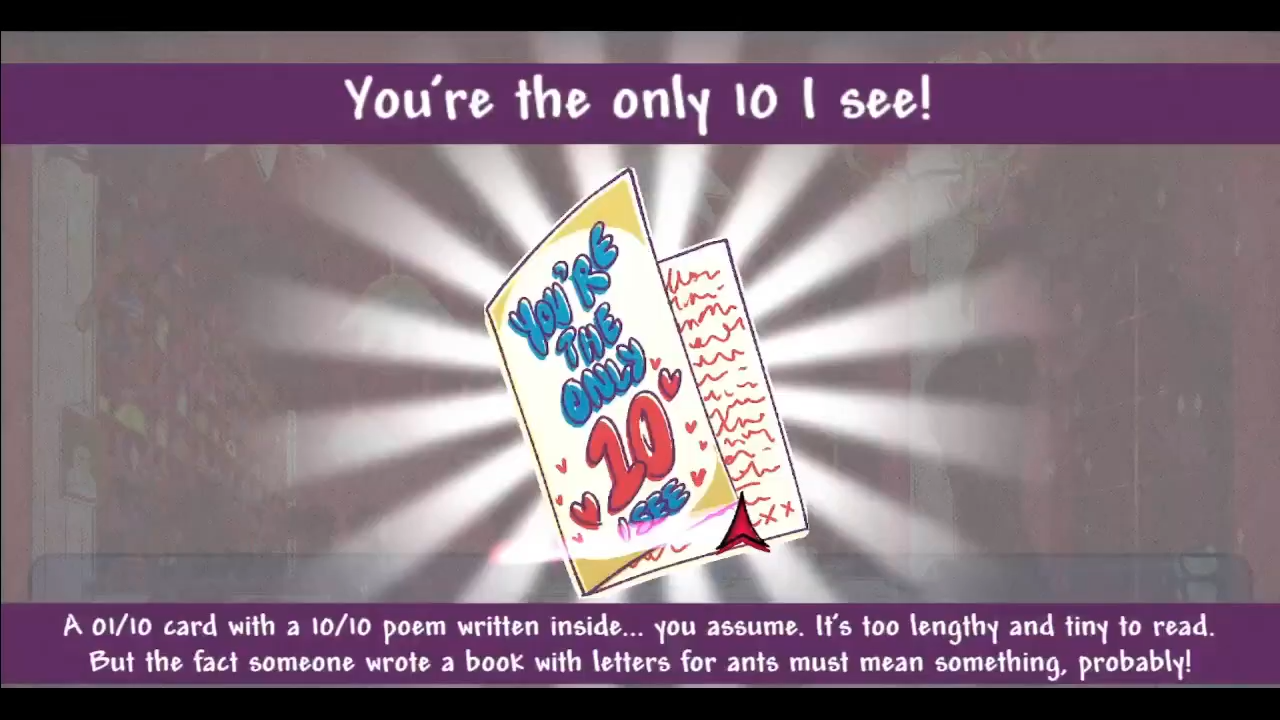 You're the only 10 I see!
YOU'RE
THE
ONLY
10
I SEE
x x
A 01/10 card with a 10/10 poem written inside... you assume. It's too lengthy and tiny to read.
But the fact someone wrote a book with letters for ants must mean something, probably!